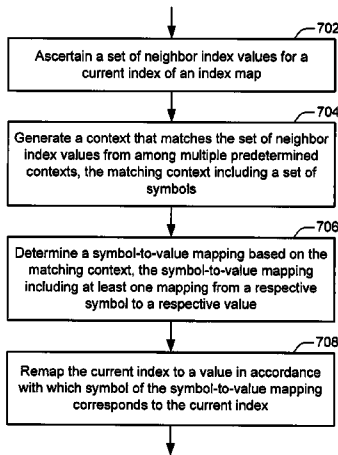 702
Ascertain a set of neighbor index values for a
current index of an index map
704
Generate a context that matches the set of neighbor
index values from among multiple predetermined
contexts, the matching context including a set of
symbols
706
Determine a symbol-to-value mapping based on the
matching context, the symbol-to-value mapping
including at least one mapping from a respective
symbol to a respective value
708
Remap the current index to a value in accordance
with which symbol of the symbol-to-value mapping
corresponds to the current index